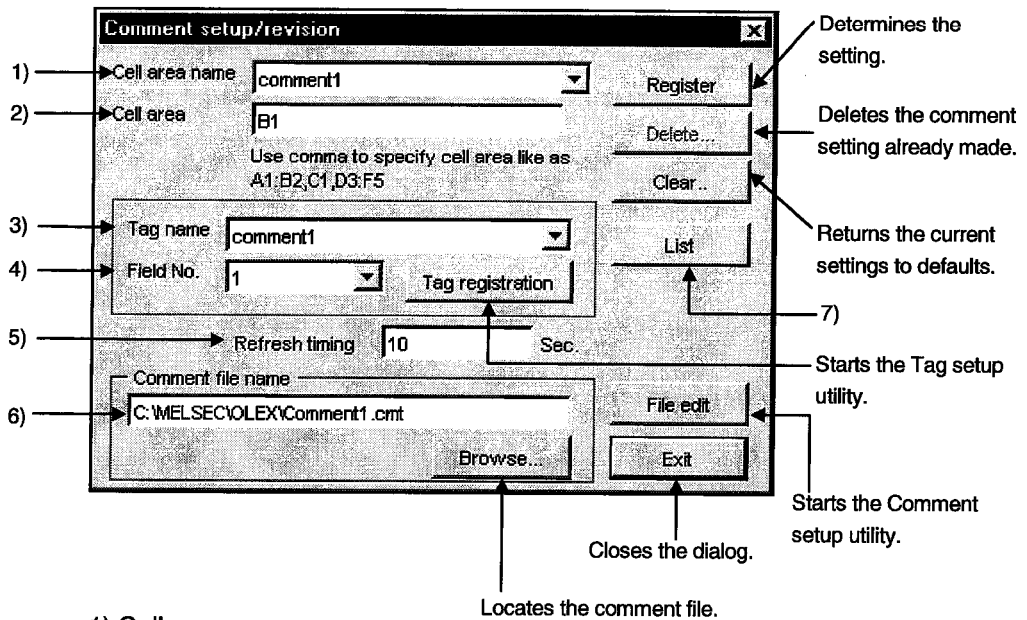 Comment setup/revision
1)
Cell area name
comment1
Register
Determines the
setting.
2)
Cell area
B1
Delete...
Deletes the comment
setting already made.
Use comma to specify cell area like as
A1:B2,C1,D3:F5
Clear..
Returns the current
settings to defaults.
3)
Tag name
comment1
List
4)
Field No.
1
Tag registration
7)
5)
Refresh timing
10
Sec.
Starts the Tag setup
utility.
Comment file name
6)
C:\MELSEC\OLEX\Comment1.cmt
File edit
Browse...
Exit
Starts the Comment
setup utility.
Closes the dialog.
Locates the comment file.